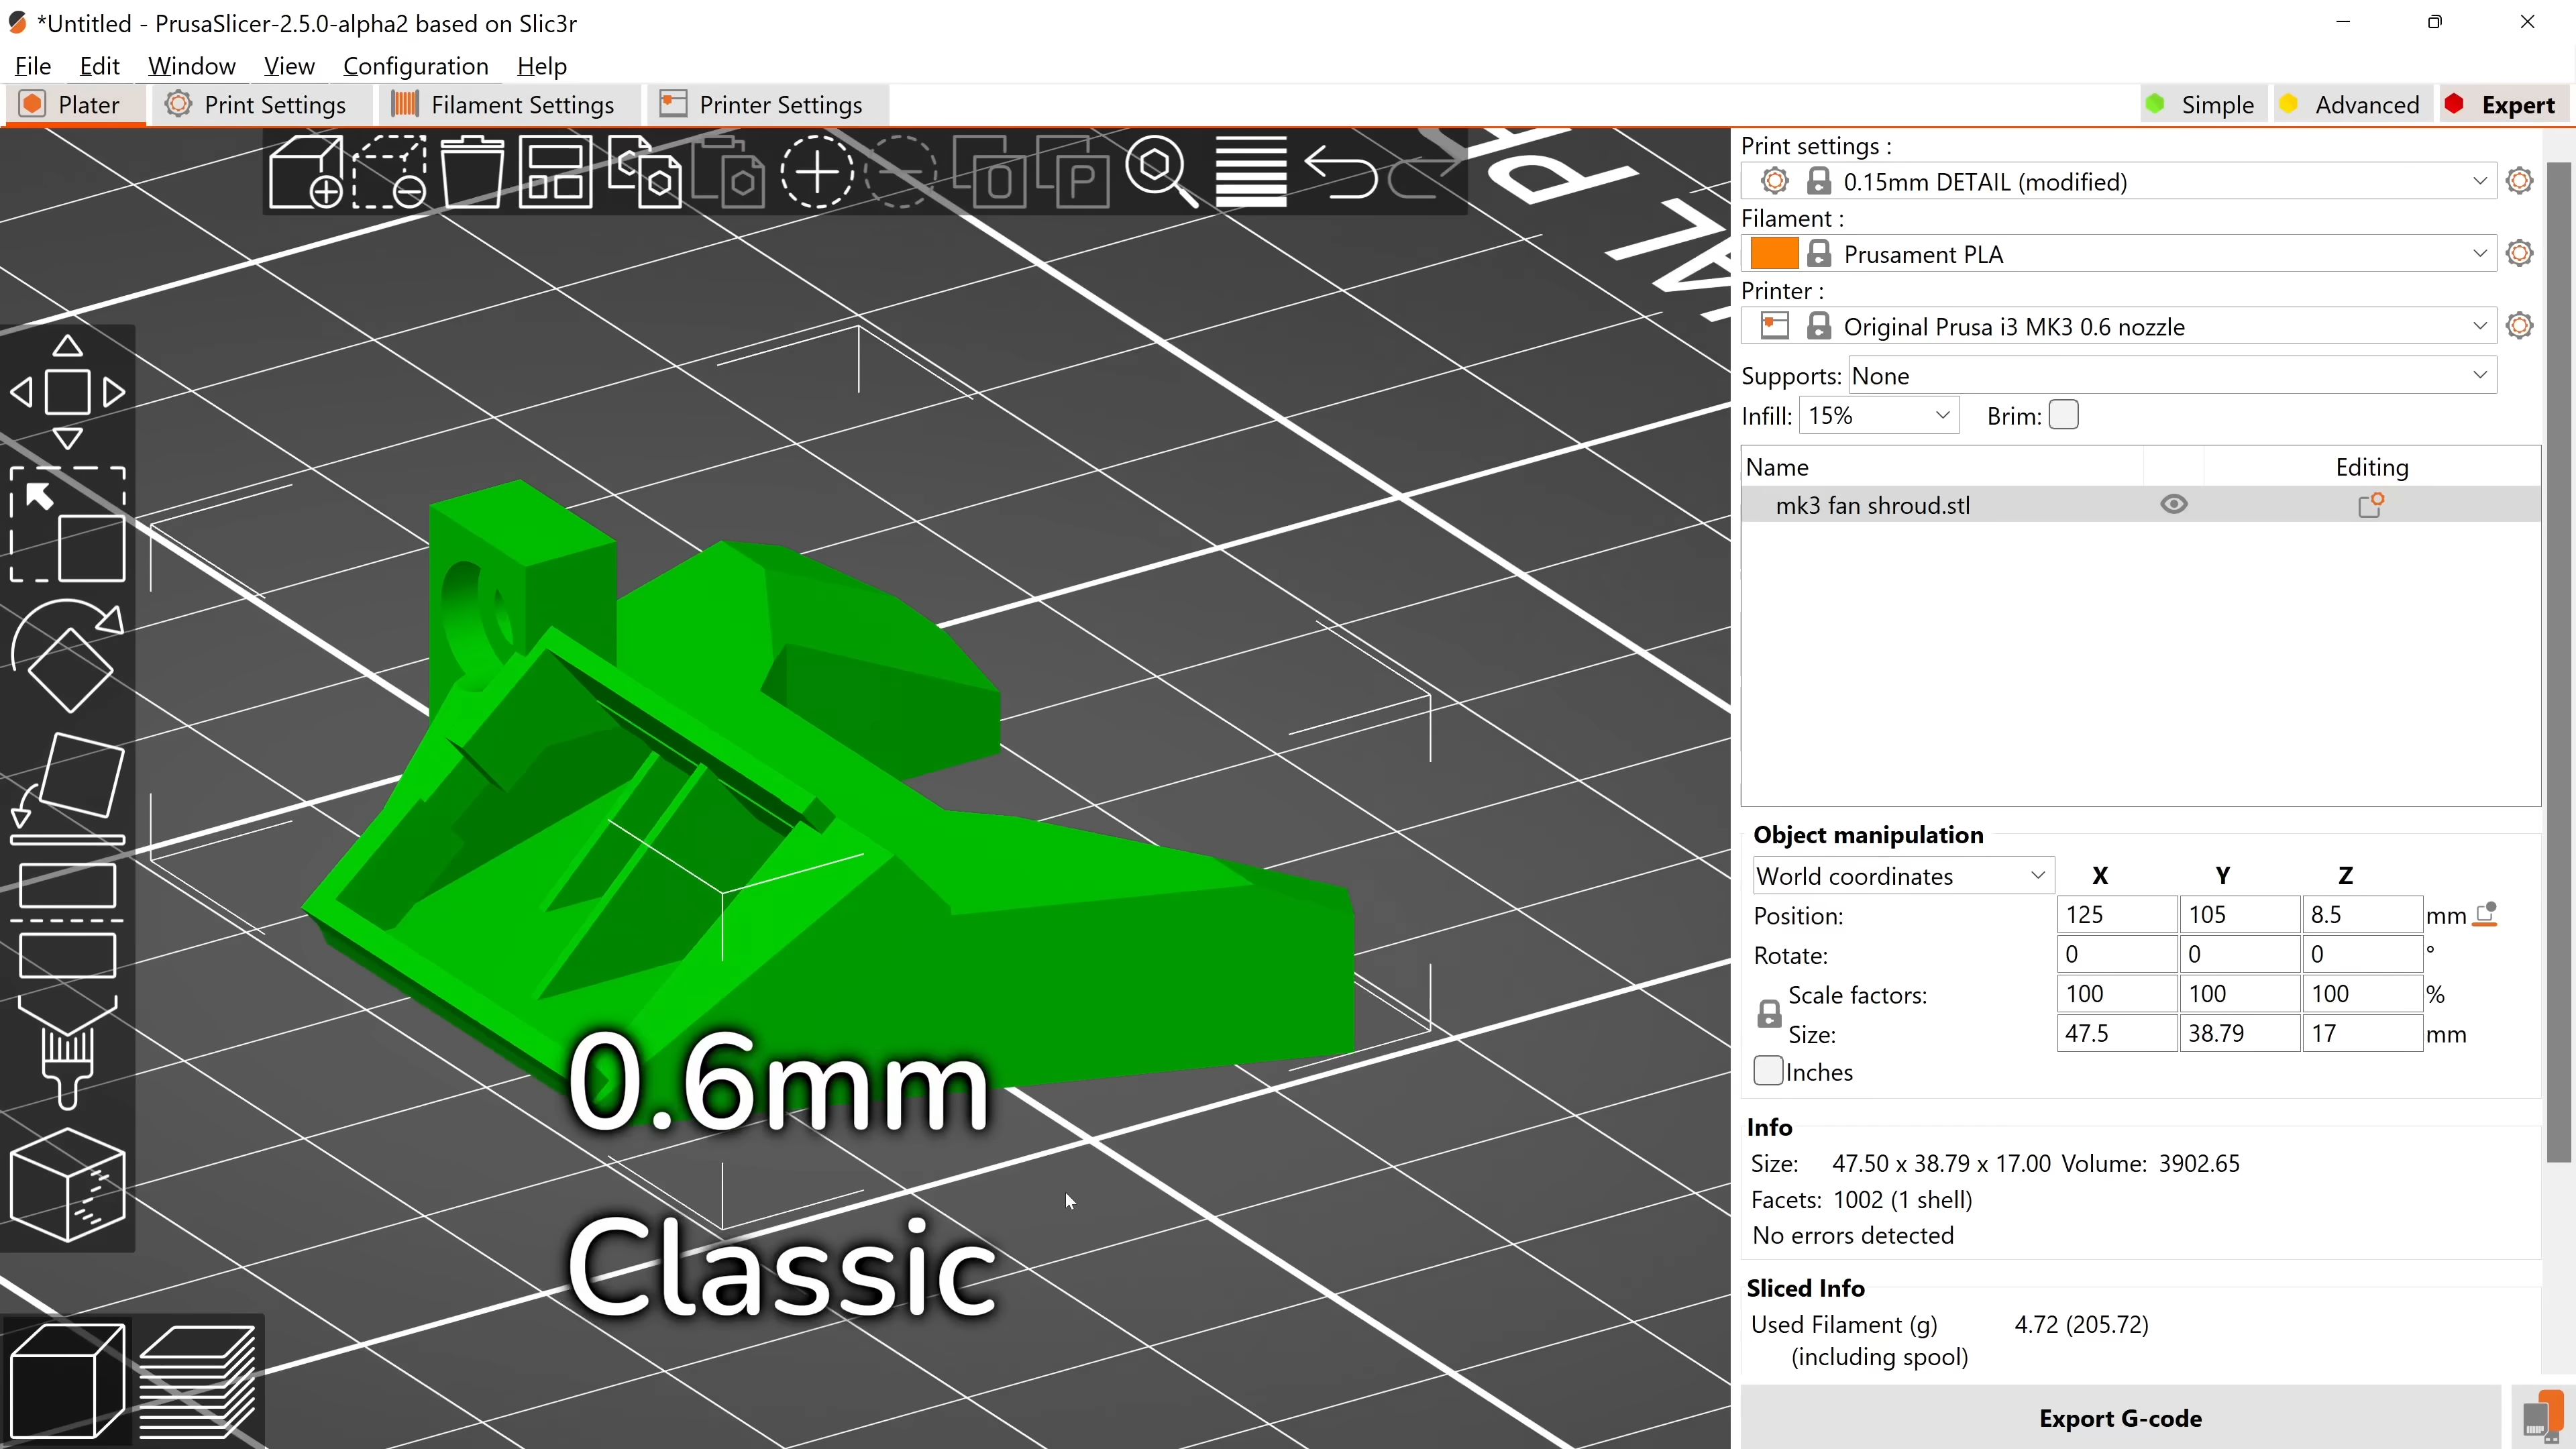 *Untitled - PrusaSlicer-2.5.0-alpha2 based on Slic3r
File Edit Window View Configuration Help
Plater Print Settings Filament Settings Printer Settings Simple Advanced Expert
Print settings :
0.15mm DETAIL (modified)
Filament :
Prusament PLA
Printer :
Original Prusa i3 MK3 0.6 nozzle
Supports: None
Infill: 15% Brim:
Name Editing
mk3 fan shroud.stl
Object manipulation
World coordinates X Y Z
Position: 125 105 8.5 mm
Rotate: 0 0 0 °
Scale factors: 100 100 100 %
Size: 47.5 38.79 17 mm
Inches
Info
Size: 47.50 x 38.79 x 17.00 Volume: 3902.65
Facets: 1002 (1 shell)
No errors detected
Sliced Info
Used Filament (g) 4.72 (205.72)
(including spool)
Export G-code
0.6mm
Classic